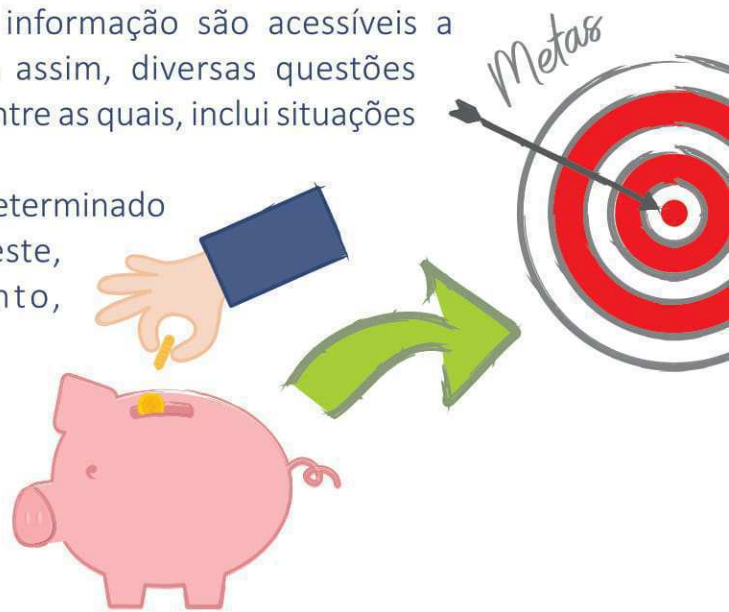 informação são acessíveis a
assim, diversas questões
ntre as quais, inclui situações
eterminado
este,
nto,
Metas